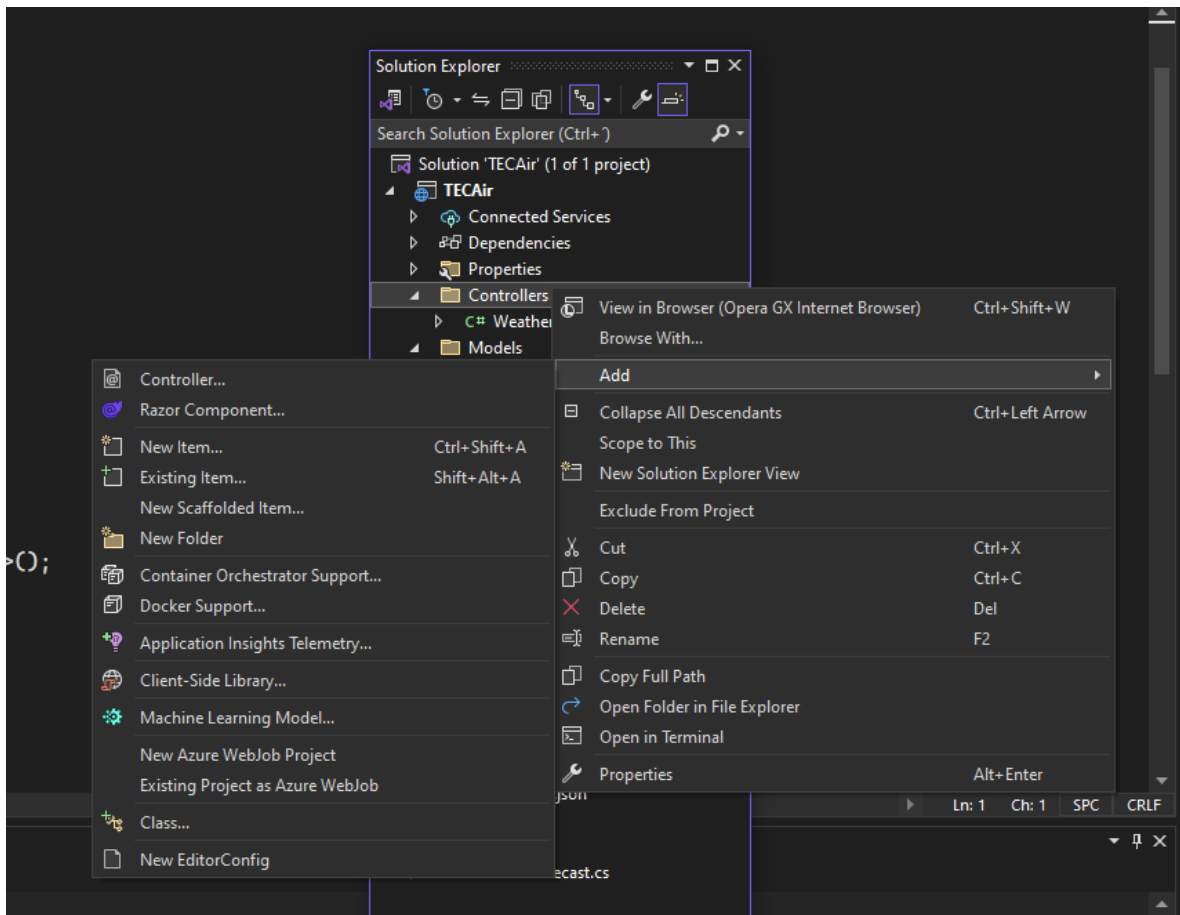 Solution Explorer
Search Solution Explorer (Ctrl+´)
Solution 'TECAir' (1 of 1 project)
TECAir
Connected Services
Dependencies
Properties
Controllers
C# Weather
Models
View in Browser (Opera GX Internet Browser) Ctrl+Shift+W
Browse With...
Add
Collapse All Descendants Ctrl+Left Arrow
Scope to This
New Solution Explorer View
Exclude From Project
Cut Ctrl+X
Copy Ctrl+C
Delete Del
Rename F2
Copy Full Path
Open Folder in File Explorer
Open in Terminal
Properties Alt+Enter
Controller...
Razor Component...
New Item... Ctrl+Shift+A
Existing Item... Shift+Alt+A
New Scaffolded Item...
New Folder
Container Orchestrator Support...
Docker Support...
Application Insights Telemetry...
Client-Side Library...
Machine Learning Model...
New Azure WebJob Project
Existing Project as Azure WebJob
Class...
New EditorConfig
>();
json
Ln: 1 Ch: 1 SPC CRLF
ecast.cs